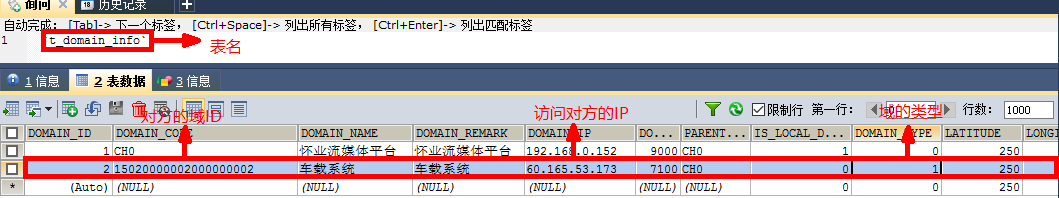 询问 历史记录
自动完成： [Tab]-> 下一个标签， [Ctrl+Space]-> 列出所有标签， [Ctrl+Enter]-> 列出匹配标签
1 `t_domain_info` 表名
1 信息 2 表数据 3 信息
对方的域ID 访问对方的IP 域的类型
限制行 第一行： 行数： 1000
DOMAIN_ID DOMAIN_CODE DOMAIN_NAME DOMAIN_REMARK DOMAIN_IP DO... PARENT... IS_LOCAL_D... DOMAIN_TYPE LATITUDE LONGI
1 CH0 怀业流媒体平台 怀业流媒体平台 192.168.0.152 9000 CH0 1 0 250
2 15020000002000000002 车载系统 车载系统 60.165.53.173 7100 CH0 0 1 250
* (Auto) (NULL) (NULL) (NULL) (NULL) (NULL) (NULL) 0 0 250